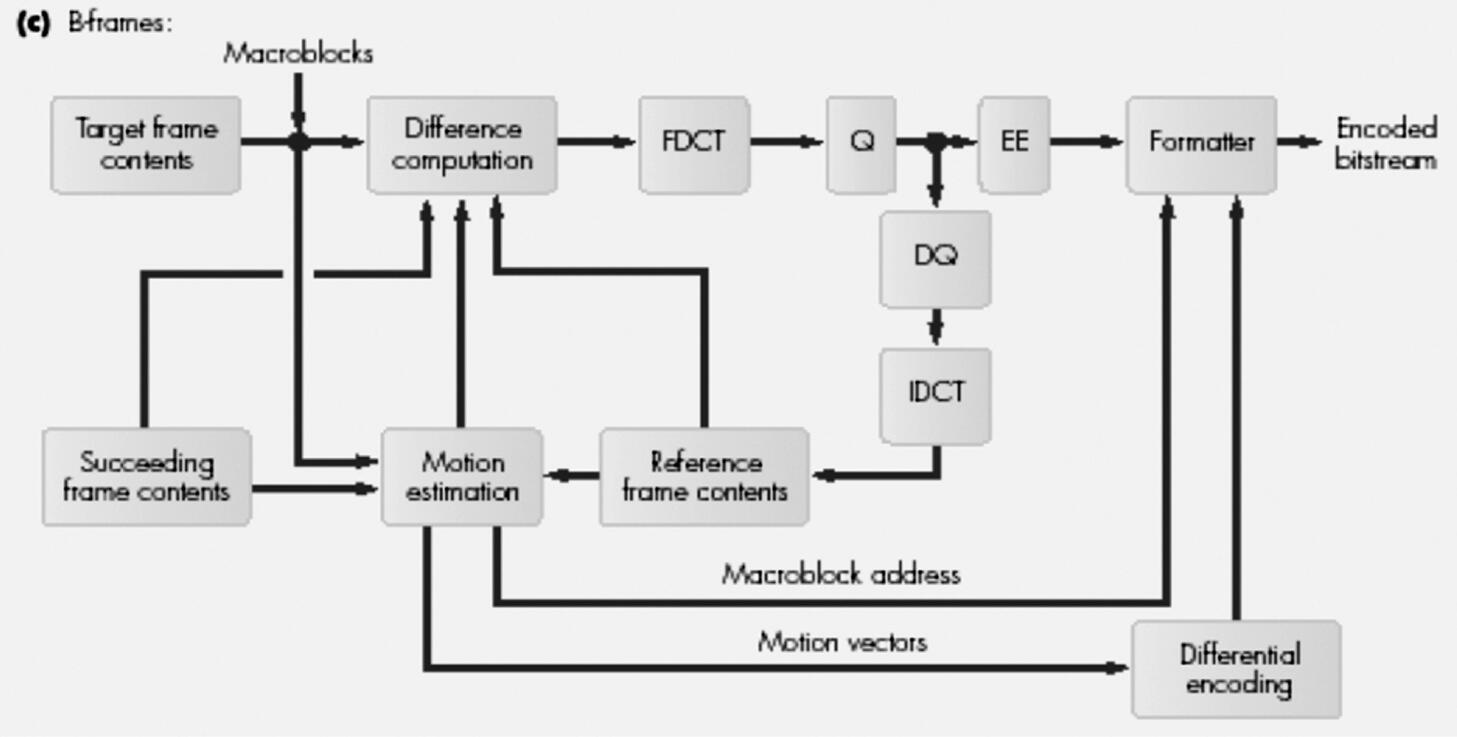 (c) B-frames:
Macroblocks
Target frame
contents
Difference
computation
FDCT
Q
EE
Formatter
Encoded
bitstream
DQ
IDCT
Succeeding
frame contents
Motion
estimation
Reference
frame contents
Macroblock address
Motion vectors
Differential
encoding